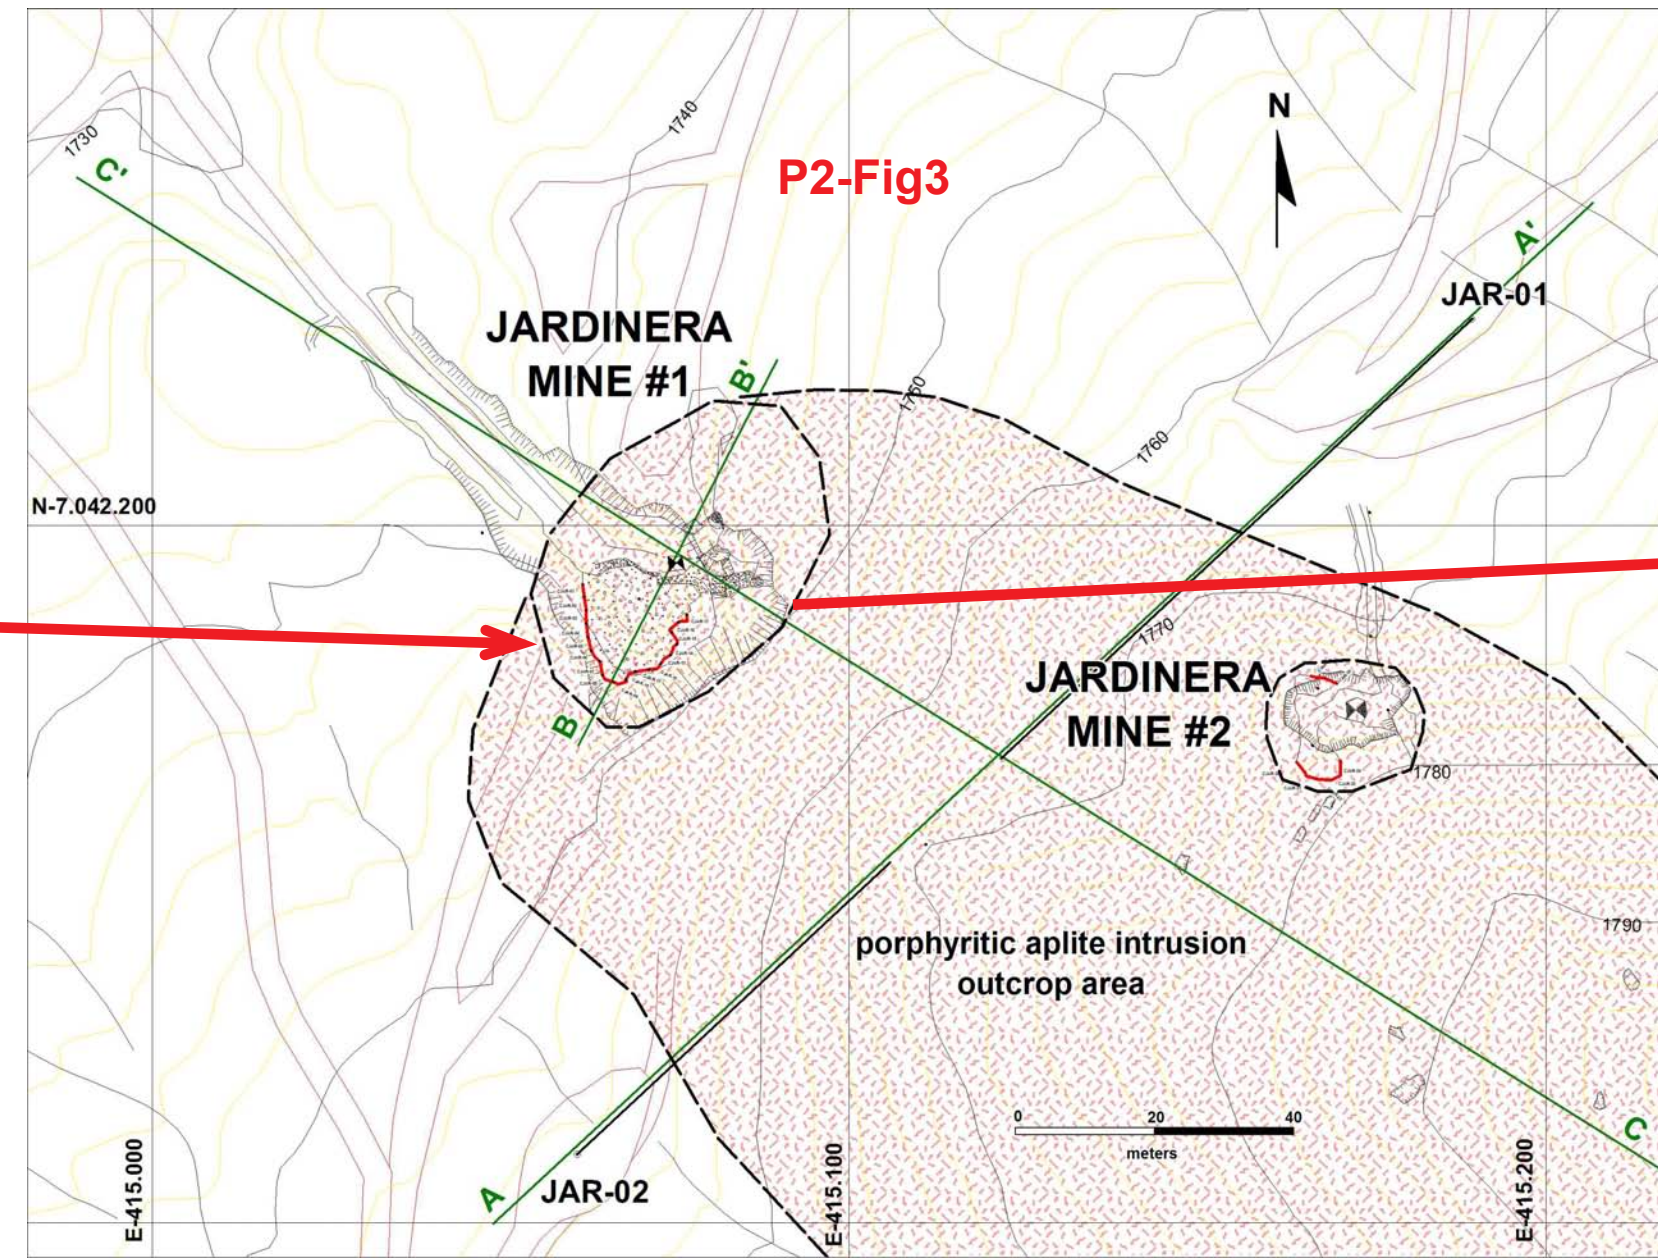 1730
C'
1740
P2-Fig3
N
A'
JAR-01
JARDINERA
MINE #1
B'
1750
1760
N-7.042.200
1770
JARDINERA
MINE #2
B
1780
porphyritic aplite intrusion
outcrop area
1790
0 20 40
meters
C
A
JAR-02
E-415.000
E-415.100
E-415.200